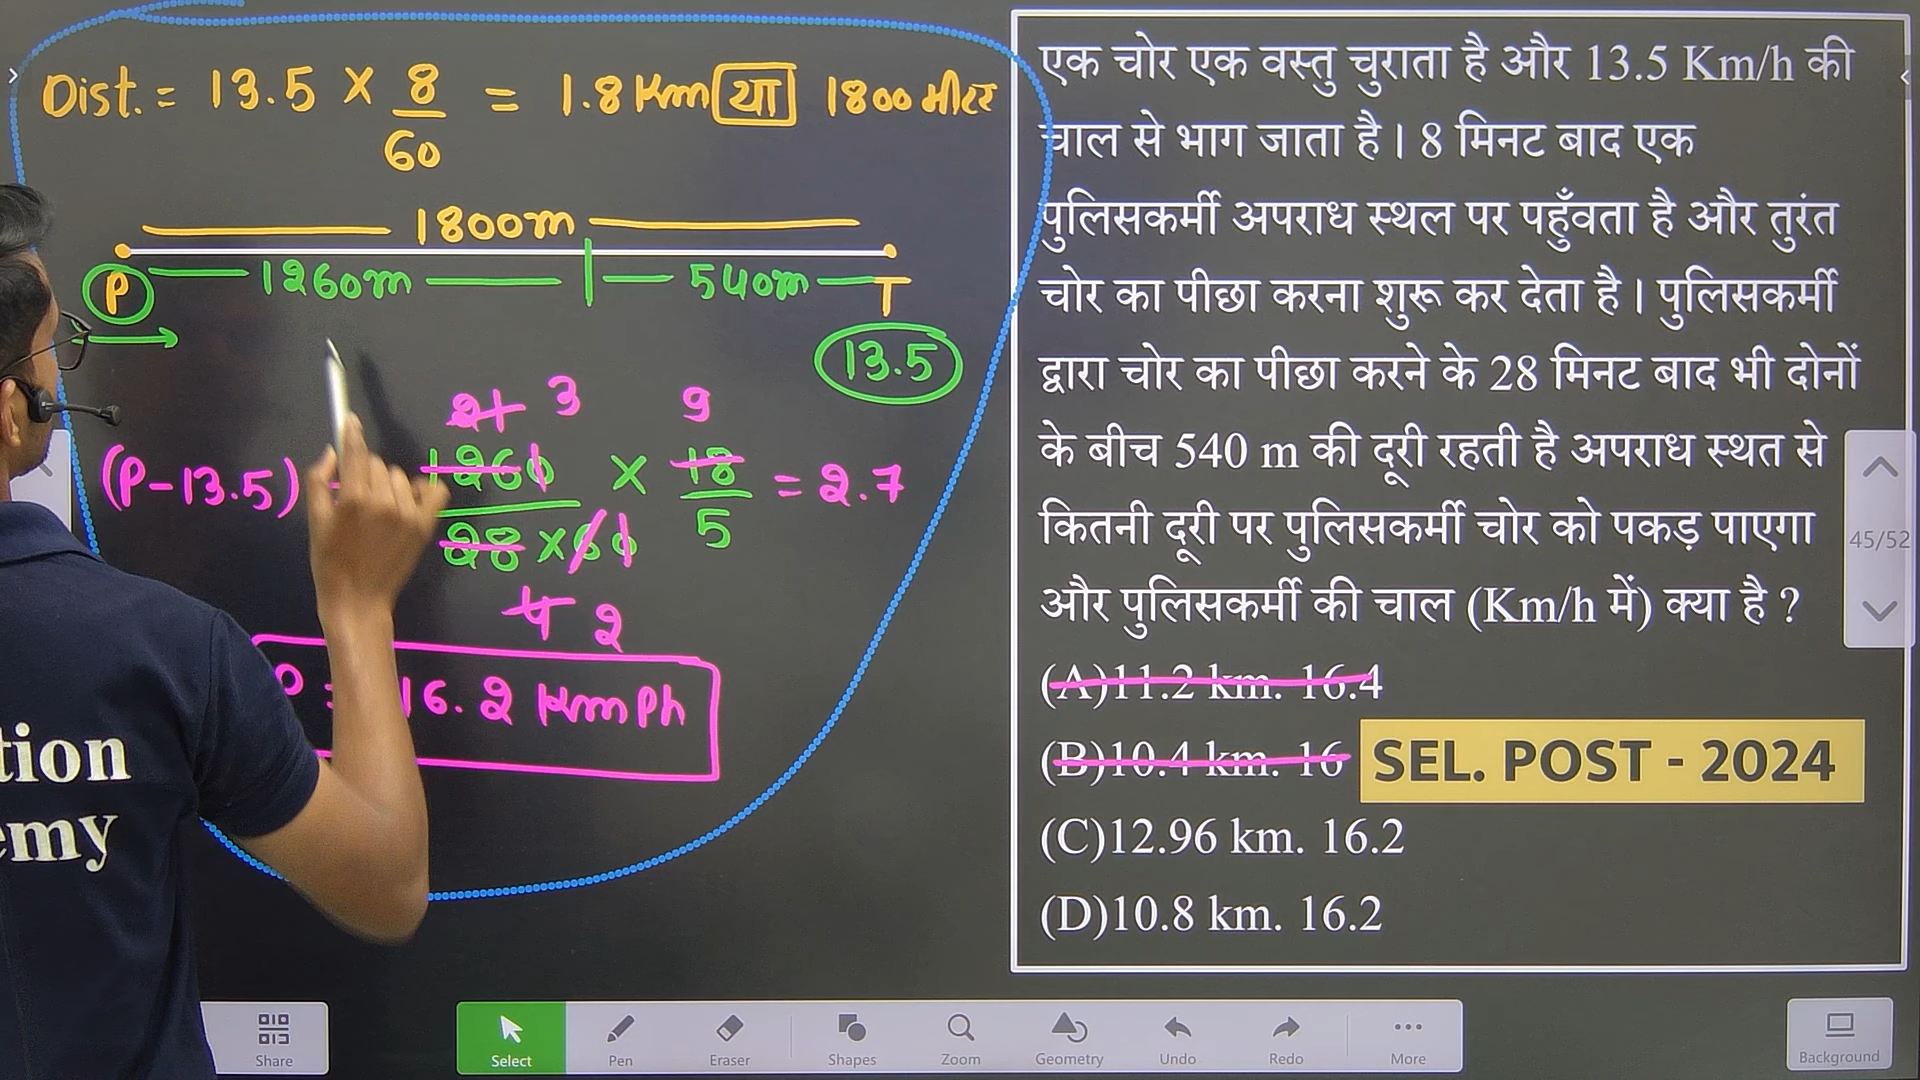 Dist. = 13.5 × 8/60 = 1.8 Km या 1800 मीटर
1800m
1260m 540m
P T
13.5
21 3 9
(P-13.5) 1260/28×60 × 18/5 = 2.7
4 2
16.2 KmPh
एक चोर एक वस्तु चुराता है और 13.5 Km/h की
चाल से भाग जाता है। 8 मिनट बाद एक
पुलिसकर्मी अपराध स्थल पर पहुँवता है और तुरंत
चोर का पीछा करना शुरू कर देता है। पुलिसकर्मी
द्वारा चोर का पीछा करने के 28 मिनट बाद भी दोनों
के बीच 540 m की दूरी रहती है अपराध स्थत से
कितनी दूरी पर पुलिसकर्मी चोर को पकड़ पाएगा
और पुलिसकर्मी की चाल (Km/h में) क्या है ?
(A)11.2 km. 16.4
(B)10.4 km. 16
SEL. POST - 2024
(C)12.96 km. 16.2
(D)10.8 km. 16.2
45/52
Share
Select
Pen
Eraser
Shapes
Zoom
Geometry
Undo
Redo
More
Background